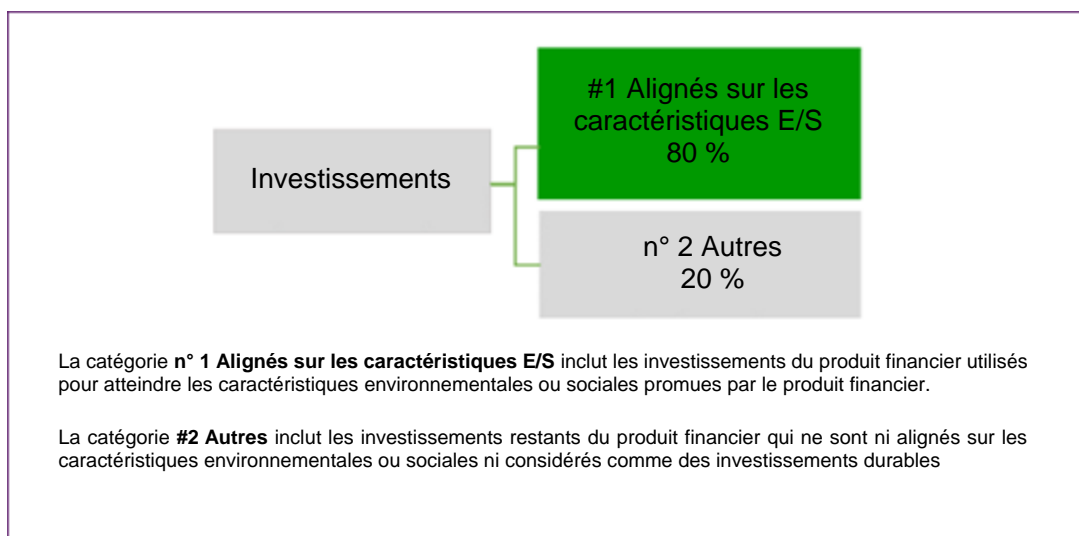 #1 Alignés sur les
caractéristiques E/S
80 %
Investissements
n° 2 Autres
20 %
La catégorie n° 1 Alignés sur les caractéristiques E/S inclut les investissements du produit financier utilisés
pour atteindre les caractéristiques environnementales ou sociales promues par le produit financier.
La catégorie #2 Autres inclut les investissements restants du produit financier qui ne sont ni alignés sur les
caractéristiques environnementales ou sociales ni considérés comme des investissements durables